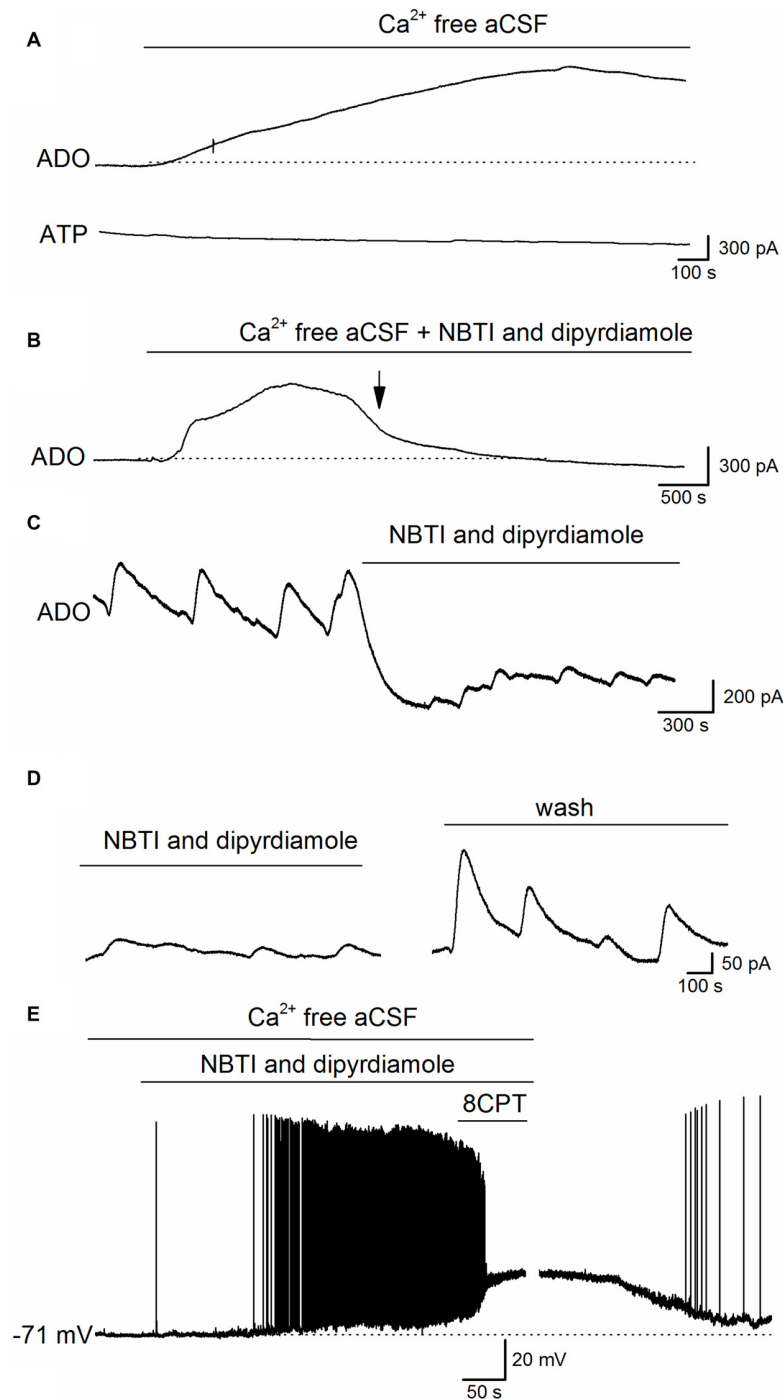 A
Ca²⁺ free aCSF
ADO
ATP
300 pA
100 s
B
Ca²⁺ free aCSF + NBTI and dipyrdiamole
ADO
300 pA
500 s
C
NBTI and dipyrdiamole
ADO
200 pA
300 s
D
NBTI and dipyrdiamole
wash
50 pA
100 s
E
Ca²⁺ free aCSF
NBTI and dipyrdiamole
8CPT
-71 mV
20 mV
50 s